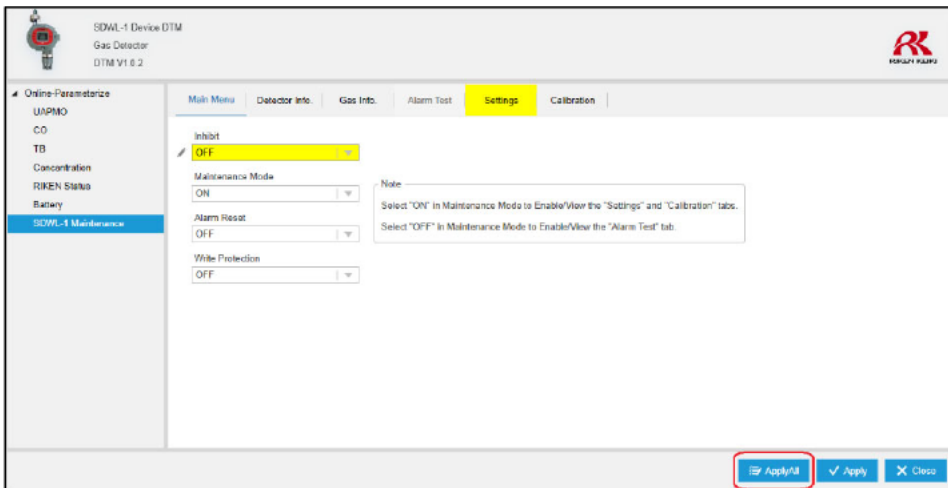 SDWL-1 Device DTM
Gas Detector
DTM V1.0.2
RIKEN KEIKI
Online-Parameterize
UAPMO
CO
TB
Concentration
RIKEN Status
Battery
SDWL-1 Maintenance
Main Menu Detector Info. Gas Info. Alarm Test Settings Calibration
Inhibit
OFF
Maintenance Mode
ON
Note
Select "ON" in Maintenance Mode to Enable/View the "Settings" and "Calibration" tabs.
Select "OFF" in Maintenance Mode to Enable/View the "Alarm Test" tab.
Alarm Reset
OFF
Write Protection
OFF
ApplyAll Apply Close